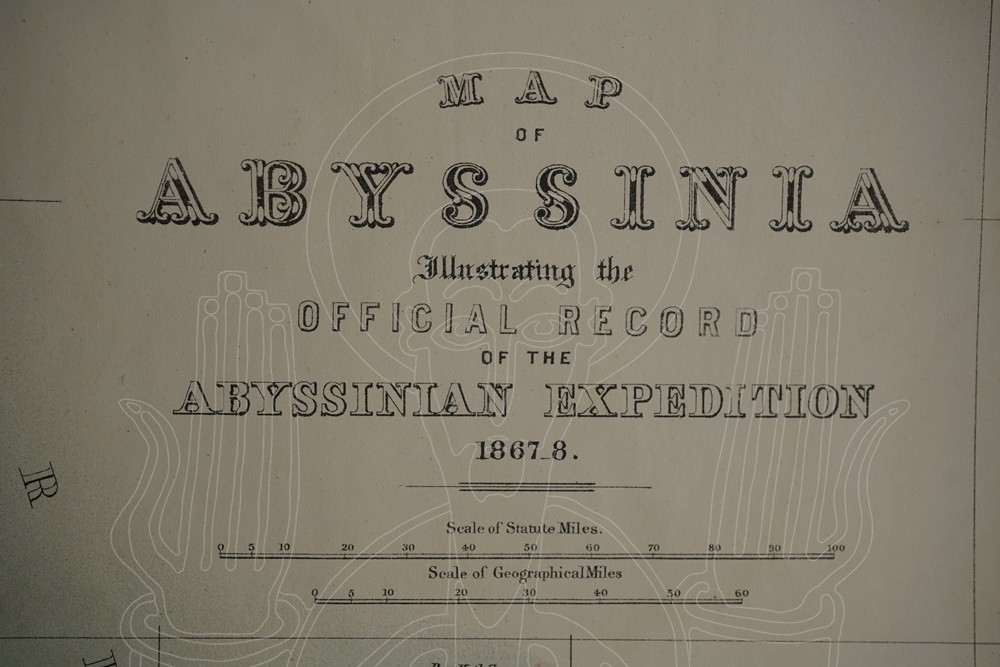 MAP
OF
ABYSSINIA
Illustrating the
OFFICIAL RECORD
OF THE
ABYSSINIAN EXPEDITION
1867_8.
R
Scale of Statute Miles.
0 5 10 20 30 40 50 60 70 80 90 100
Scale of Geographical Miles
0 5 10 20 30 40 50 60